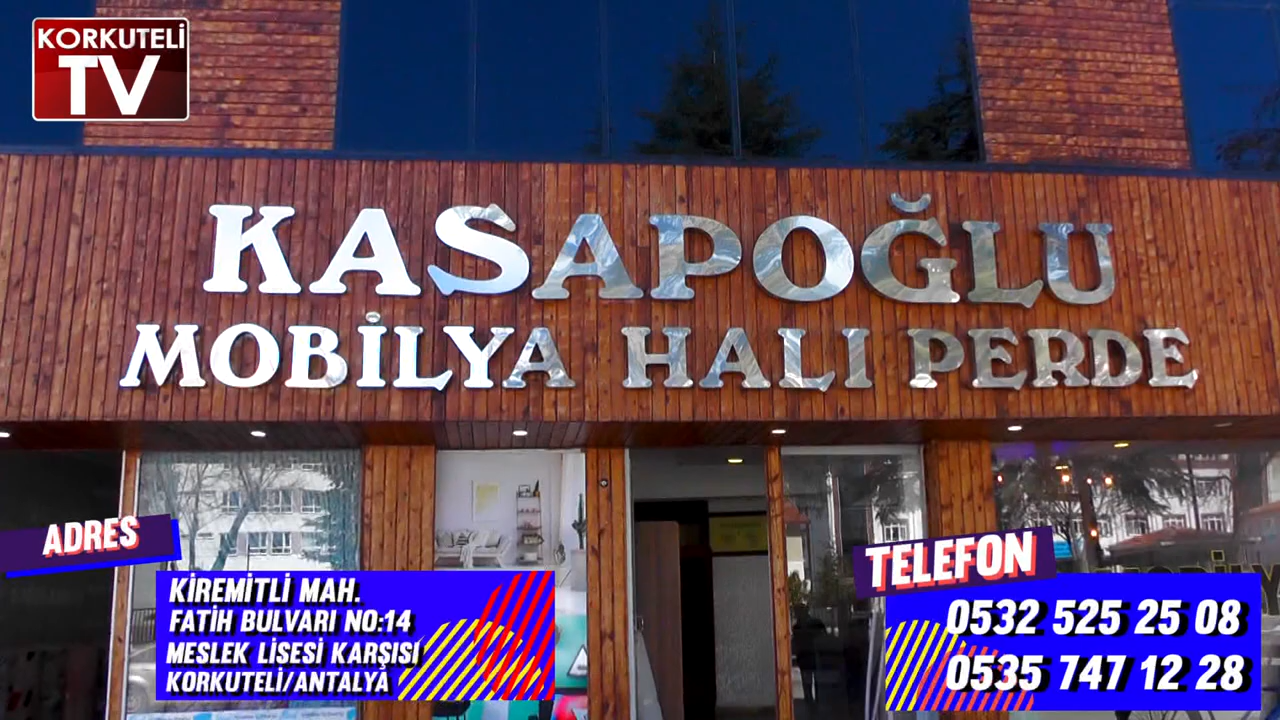 KORKUTELİ
TV
KASAPOĞLU
MOBİLYA HALI PERDE
ADRES
KİREMİTLİ MAH.
FATİH BULVARI NO:14
MESLEK LİSESİ KARŞISI
KORKUTELİ/ANTALYA
TELEFON
0532 525 25 08
0535 747 12 28